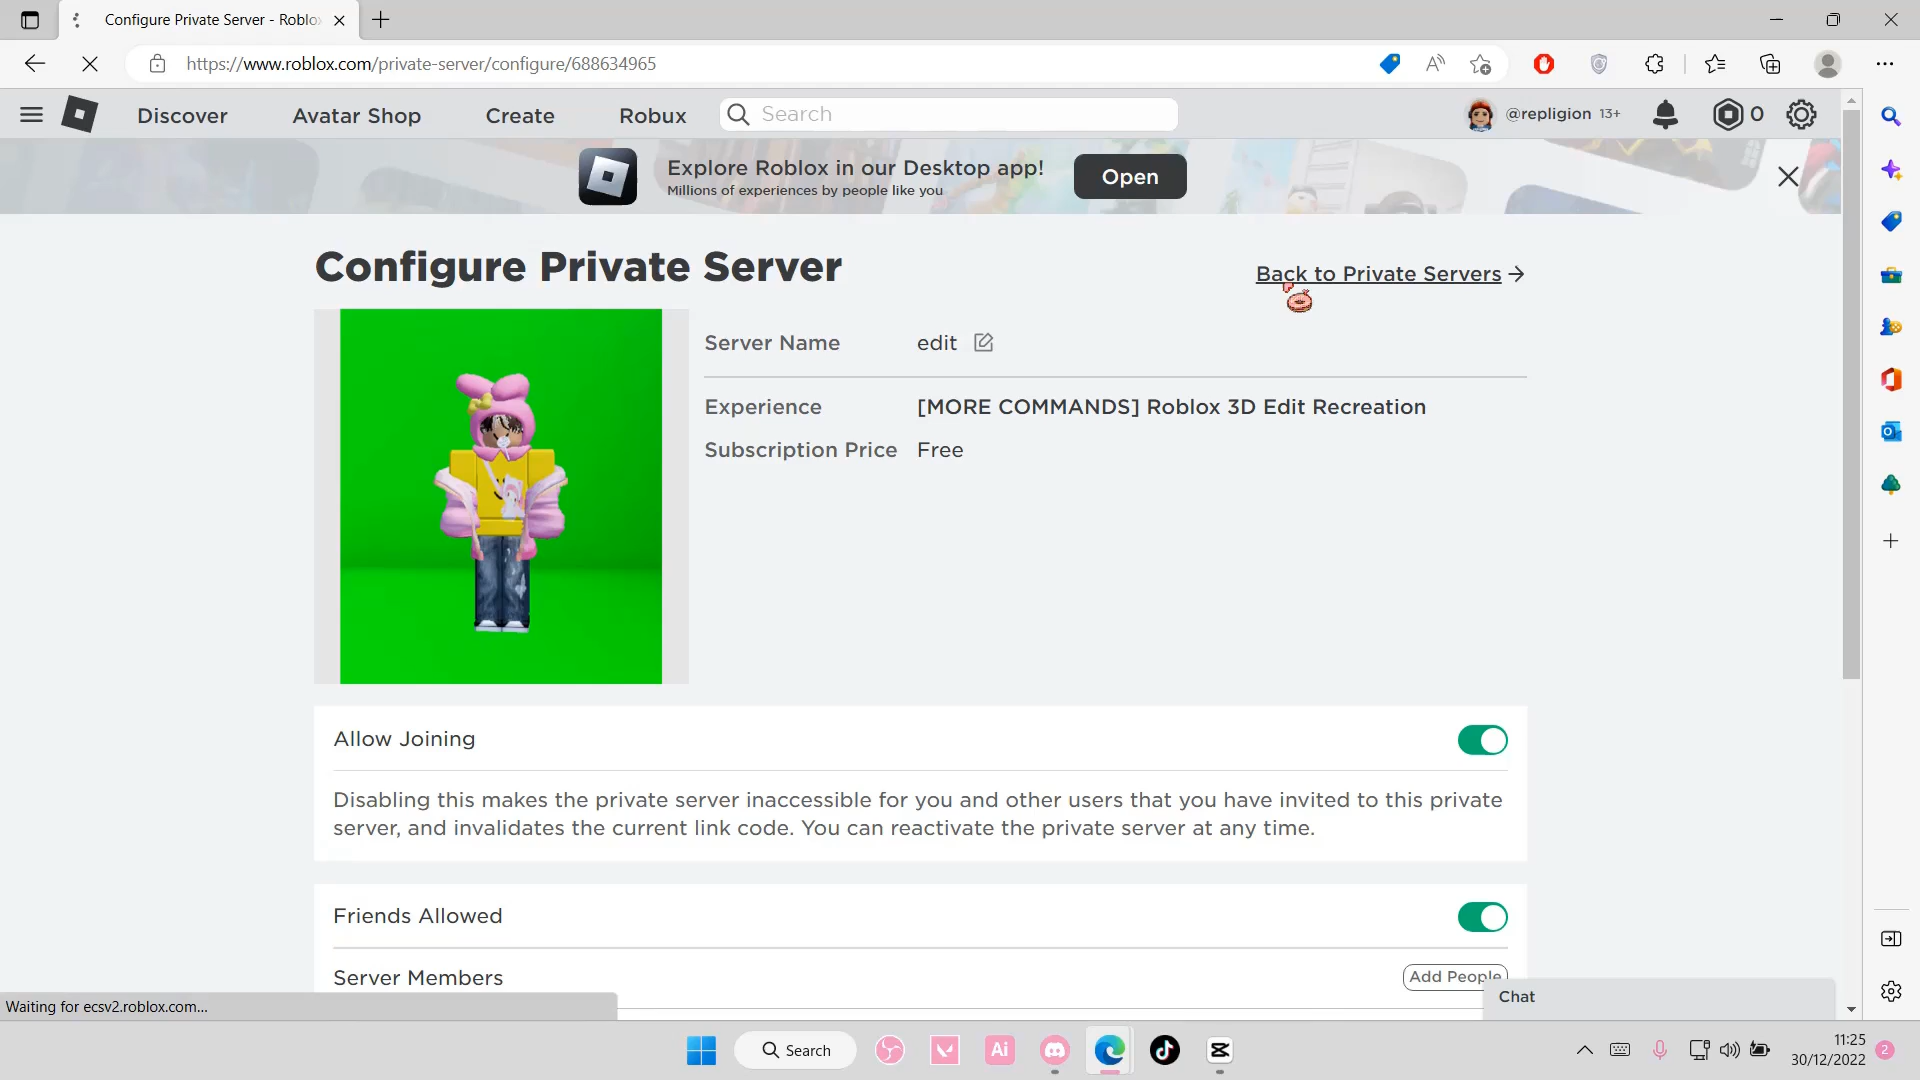 Configure Private Server - Roblo
https://www.roblox.com/private-server/configure/688634965
Discover
Avatar Shop
Create
Robux
Search
@repligion 13+
0
Explore Roblox in our Desktop app!
Millions of experiences by people like you
Open
Configure Private Server
Back to Private Servers →
Server Name edit
Experience [MORE COMMANDS] Roblox 3D Edit Recreation
Subscription Price Free
Allow Joining
Disabling this makes the private server inaccessible for you and other users that you have invited to this private
server, and invalidates the current link code. You can reactivate the private server at any time.
Friends Allowed
Server Members
Add People
Chat
Waiting for ecsv2.roblox.com...
Search
Ai
11:25
30/12/2022
2